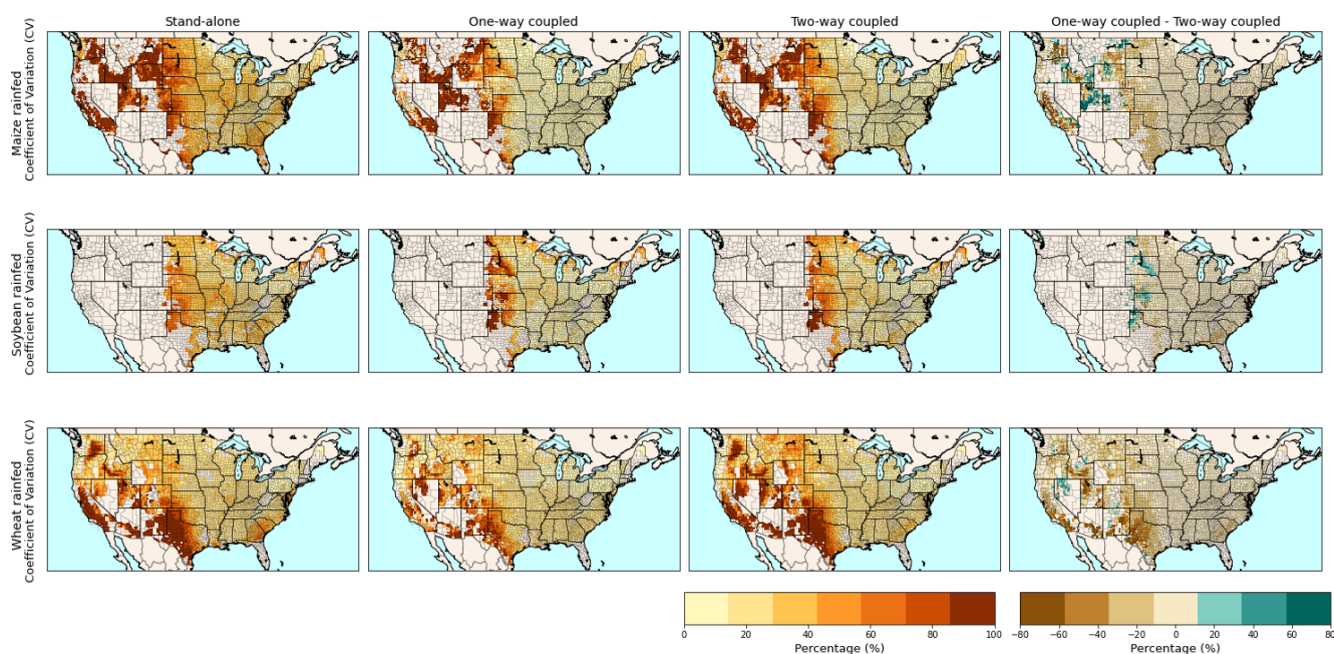 Stand-alone
One-way coupled
Two-way coupled
One-way coupled - Two-way coupled
Maize rainfed
Coefficient of Variation (CV)
Soybean rainfed
Coefficient of Variation (CV)
Wheat rainfed
Coefficient of Variation (CV)
0 20 40 60 80 100
Percentage (%)
−80 −60 −40 −20 0 20 40 60 80
Percentage (%)